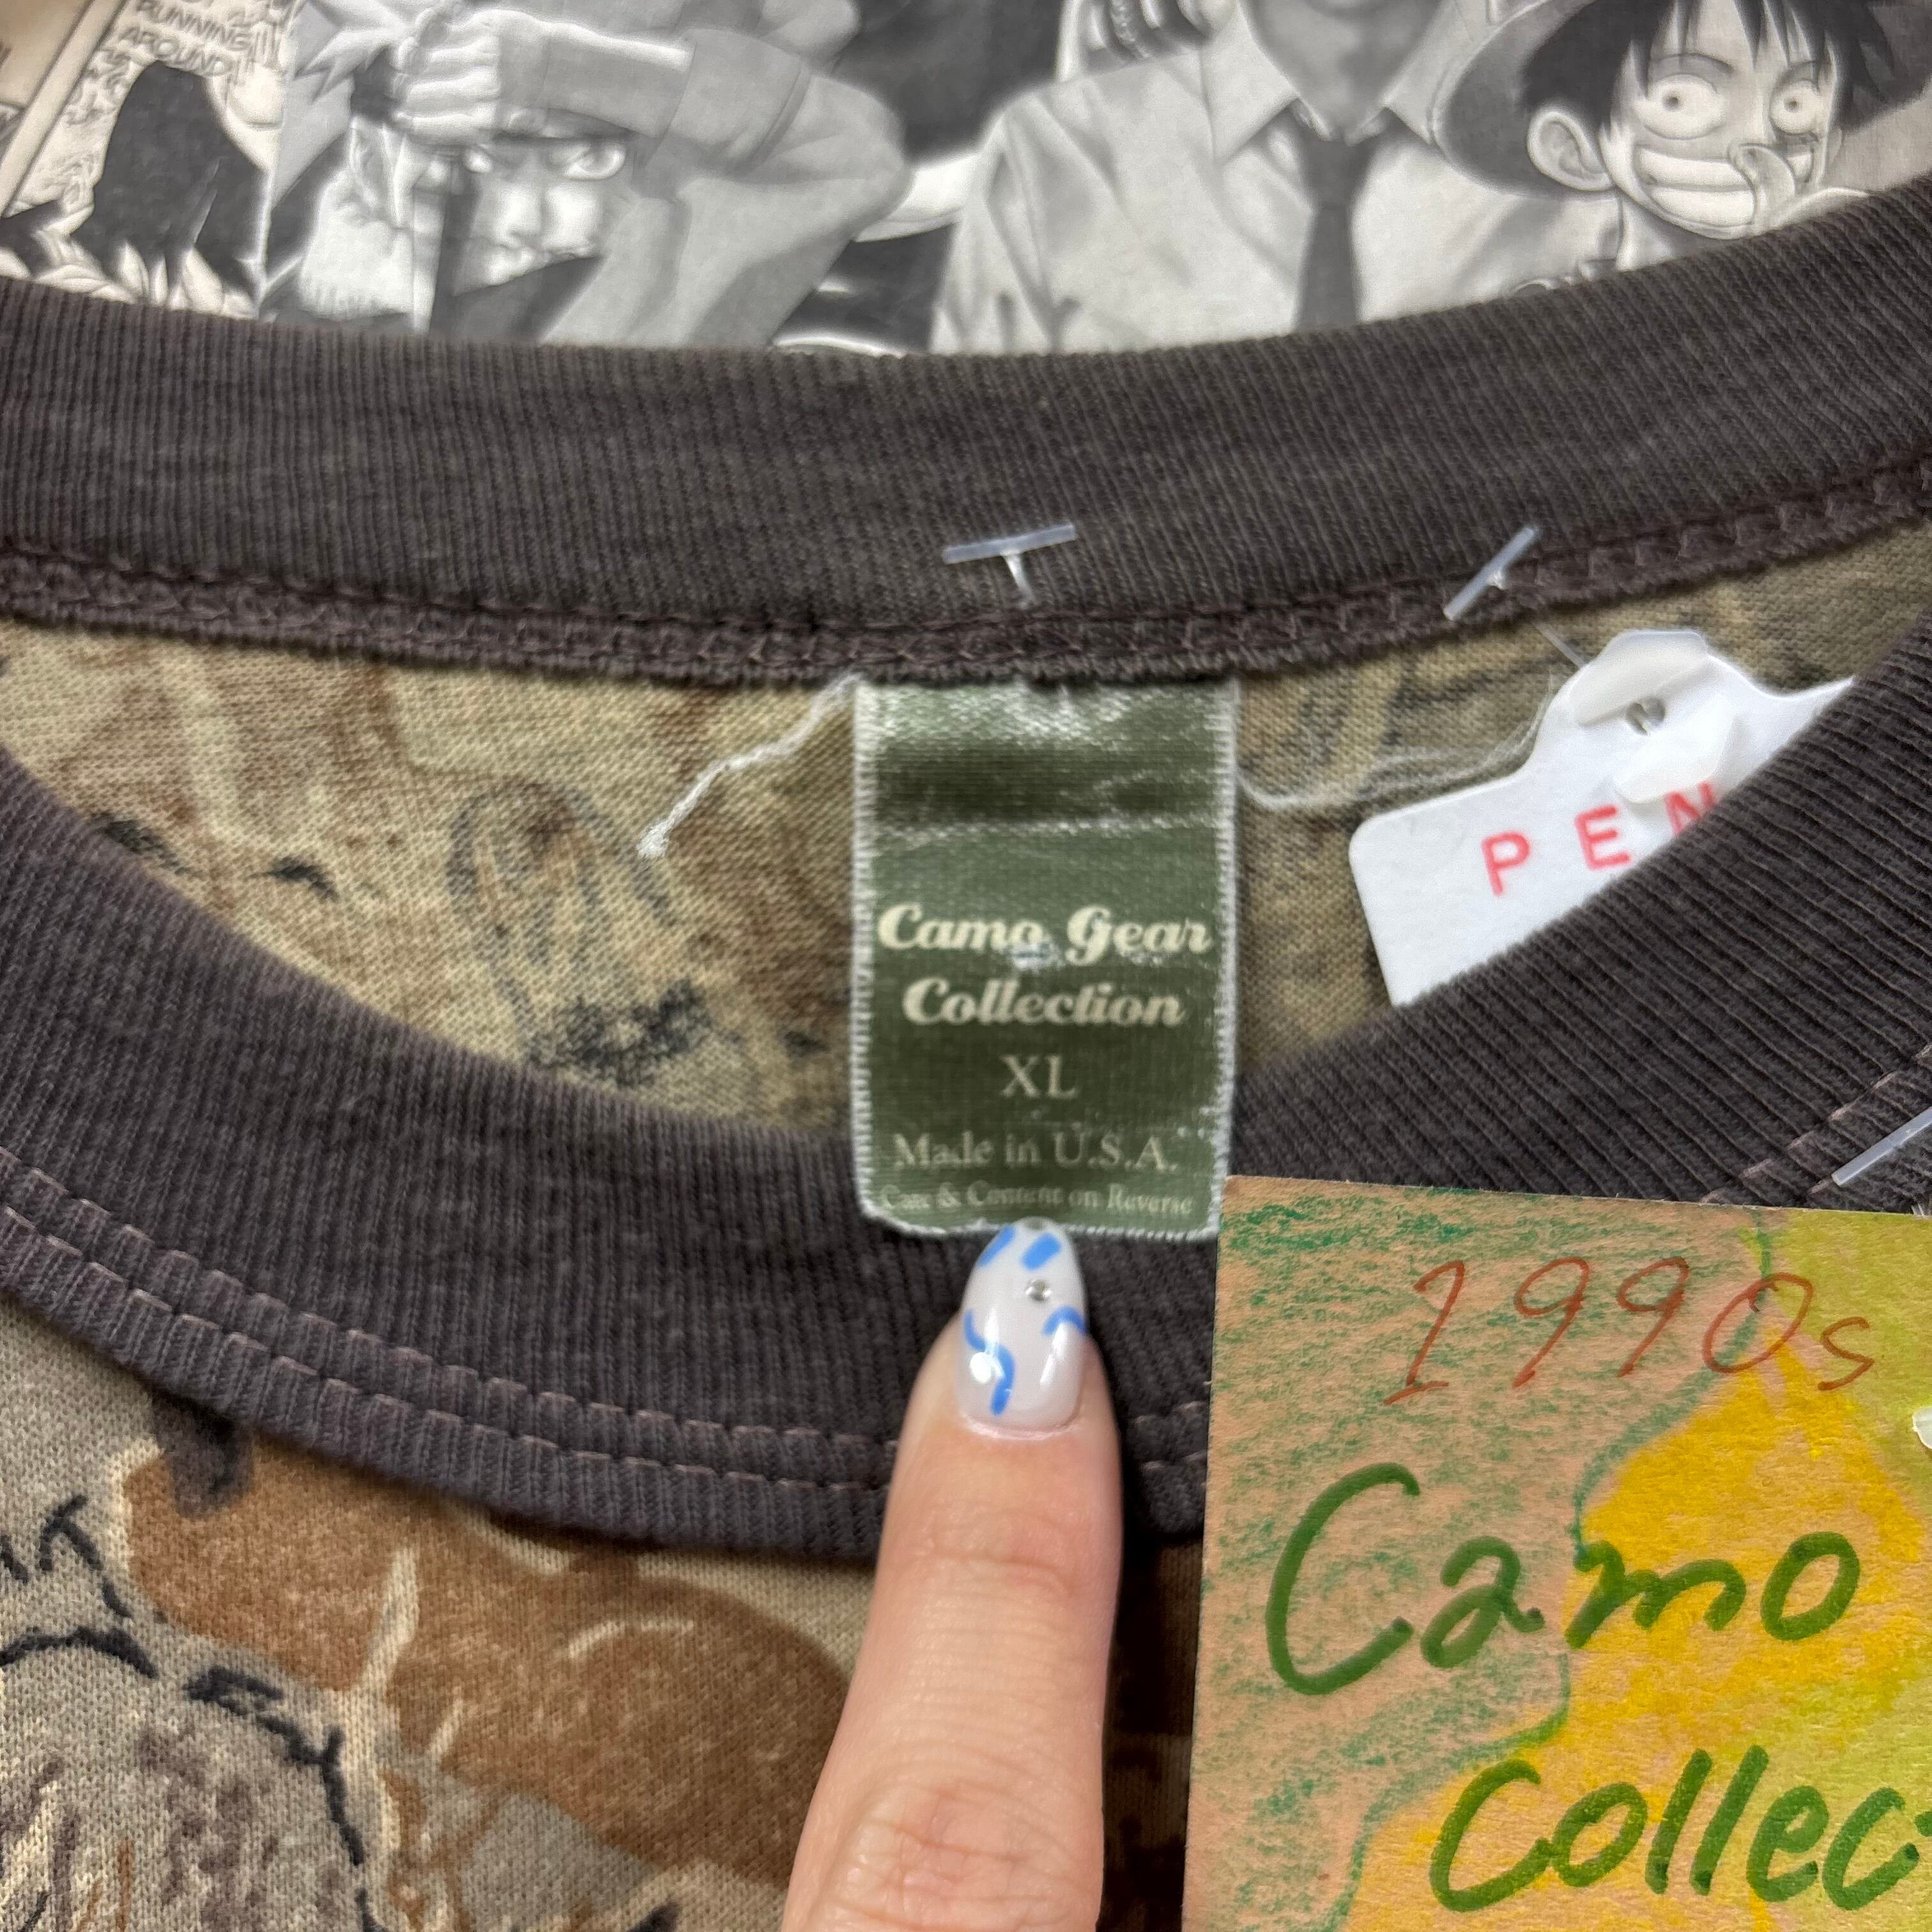 RUNNING
AROUND!
PEN
Camo Gear
Collection
XL
Made in U.S.A.
Care & Content on Reverse
1990s
Camo
Collec